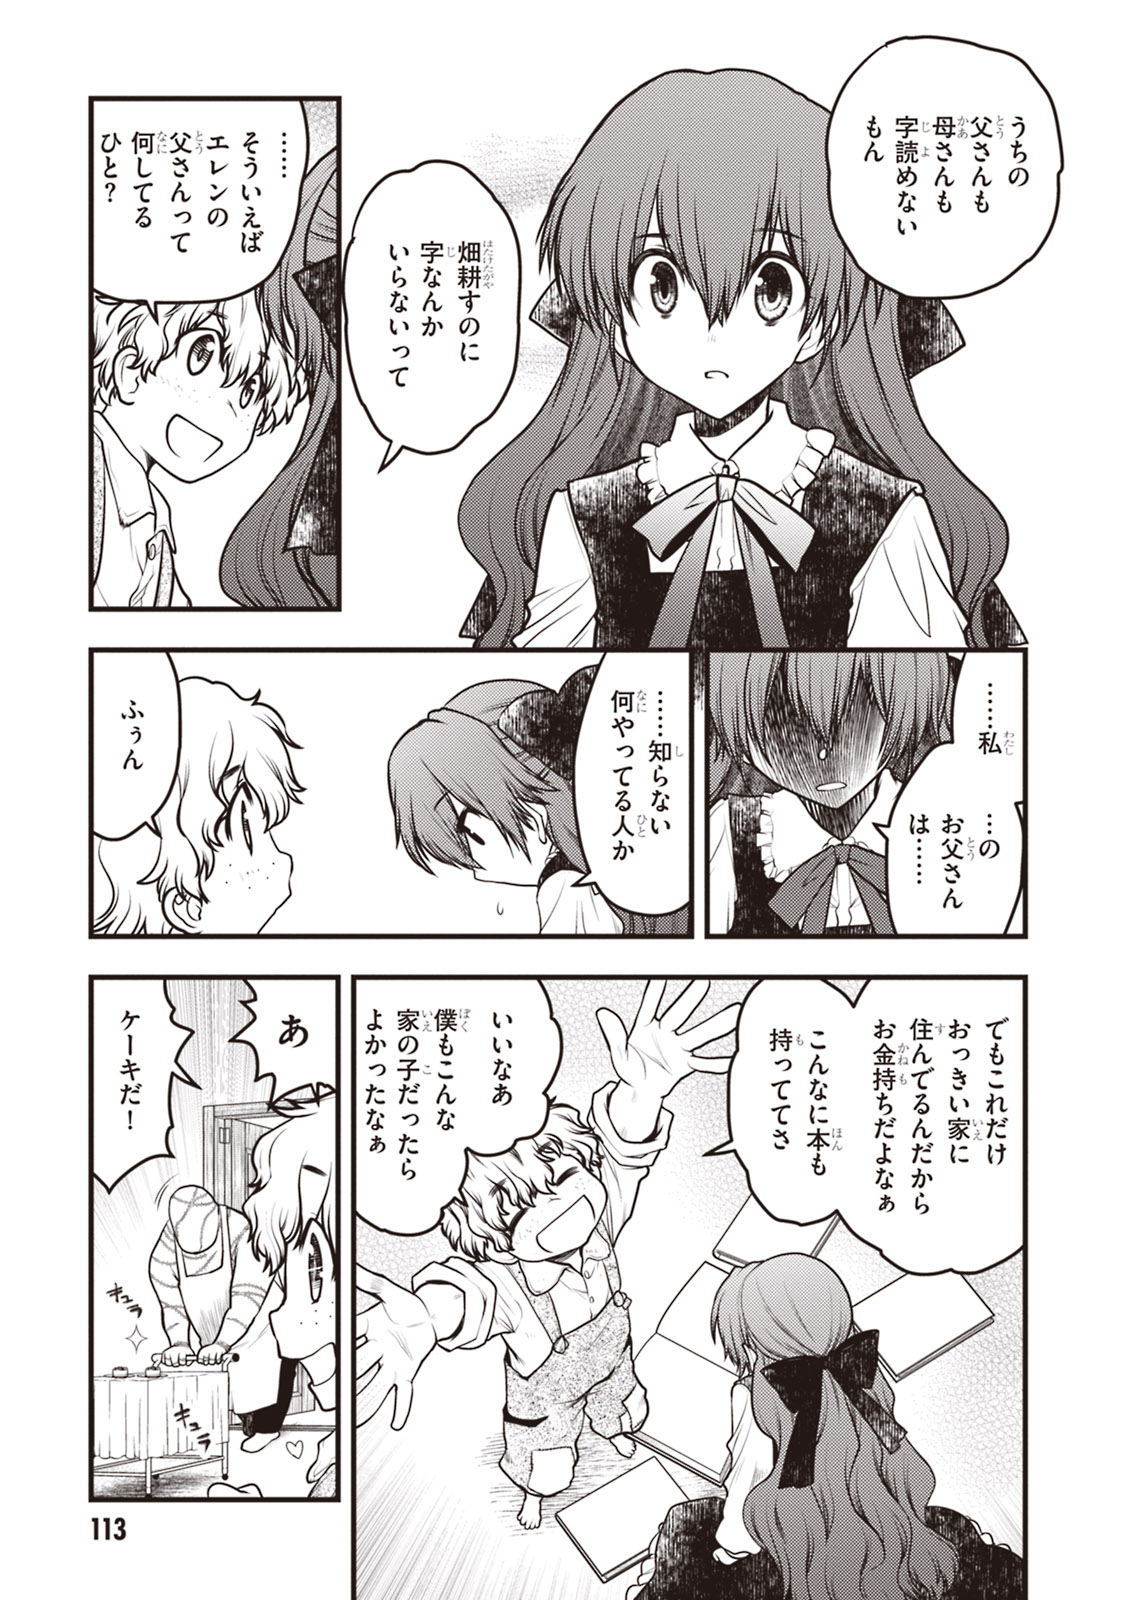 うちの
父さんも
母さんも
字読めない
もん
畑耕すのに
字なんか
いらないって
……
そういえば
エレンの
父さんって
何してる
ひと？
……私
…の
お父さん
は……
……知らない
何やってる人か
ふぅん
でもこれだけ
おっきい家に
住んでるんだから
お金持ちだよなぁ
こんなに本も
持っててさ
いいなあ
僕もこんな
家の子だったら
よかったなぁ
あ
ケーキだ！
キュラ
キュラ
113